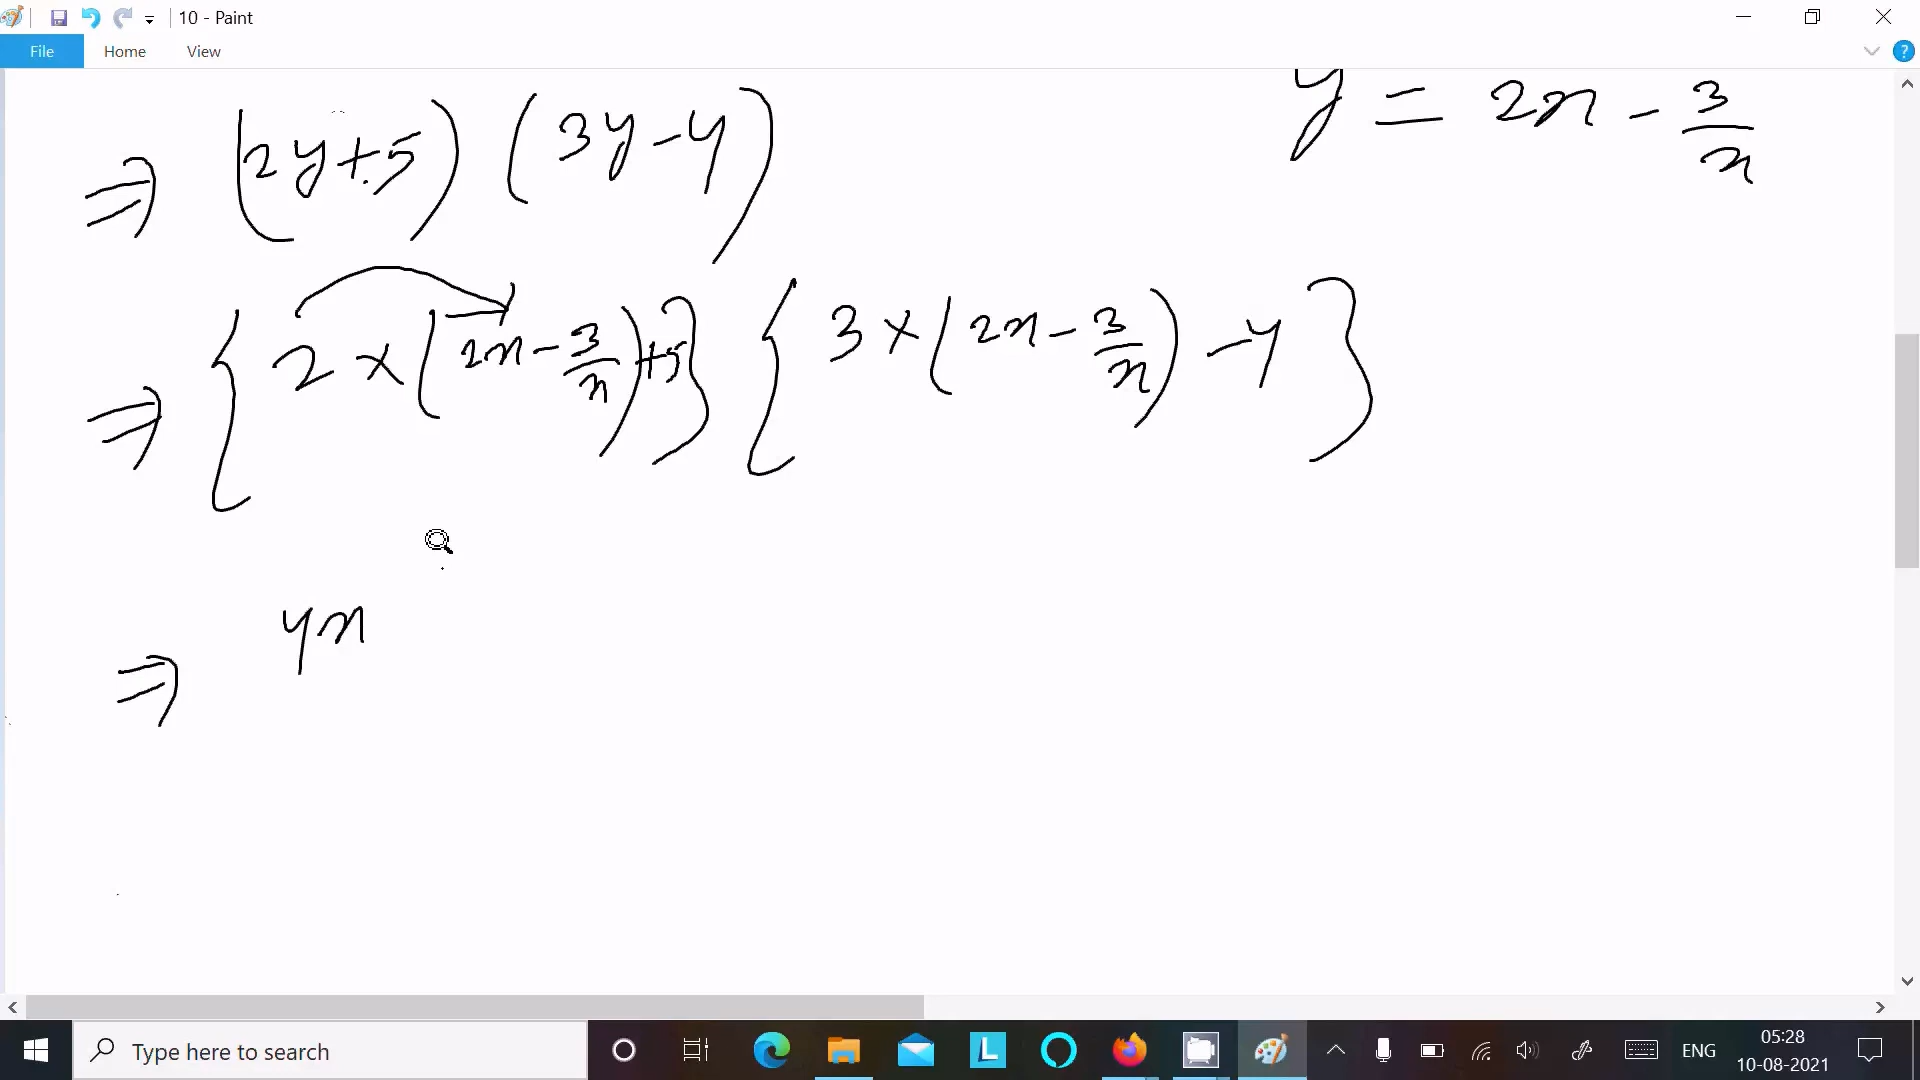 10 - Paint
File Home View
y = 2x - 3/x
⇒ (2y+5) (3y-4)
⇒ { 2 × (2x - 3/x) +5 } { 3 × (2x - 3/x) - 4 }
⇒ 4x
Type here to search
L
ENG
05:28
10-08-2021